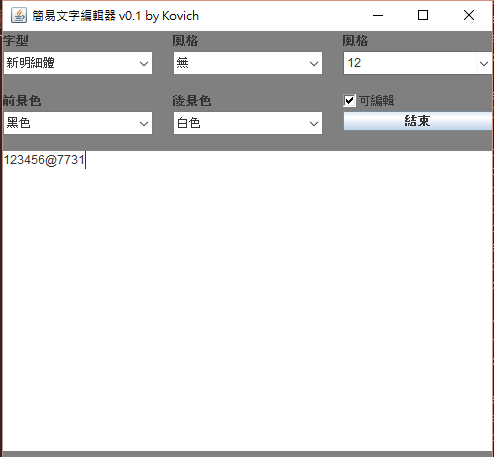 簡易文字編輯器 v0.1 by Kovich
字型 風格 風格
新明細體 無 12
前景色 後景色 可編輯
黑色 白色 結束
123456@7731